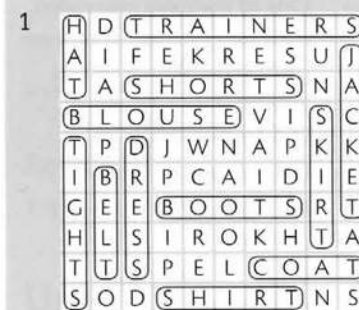 1
H D T R A I N E R S
A I F E K R E S U J
T A S H O R T S N A
B L O U S E V I S C
T P D J W N A P K K
I B R P C A I D I E
G E E B O O T S R T
H L S I R O K H T A
T T S P E L C O A T
S O D S H I R T N S